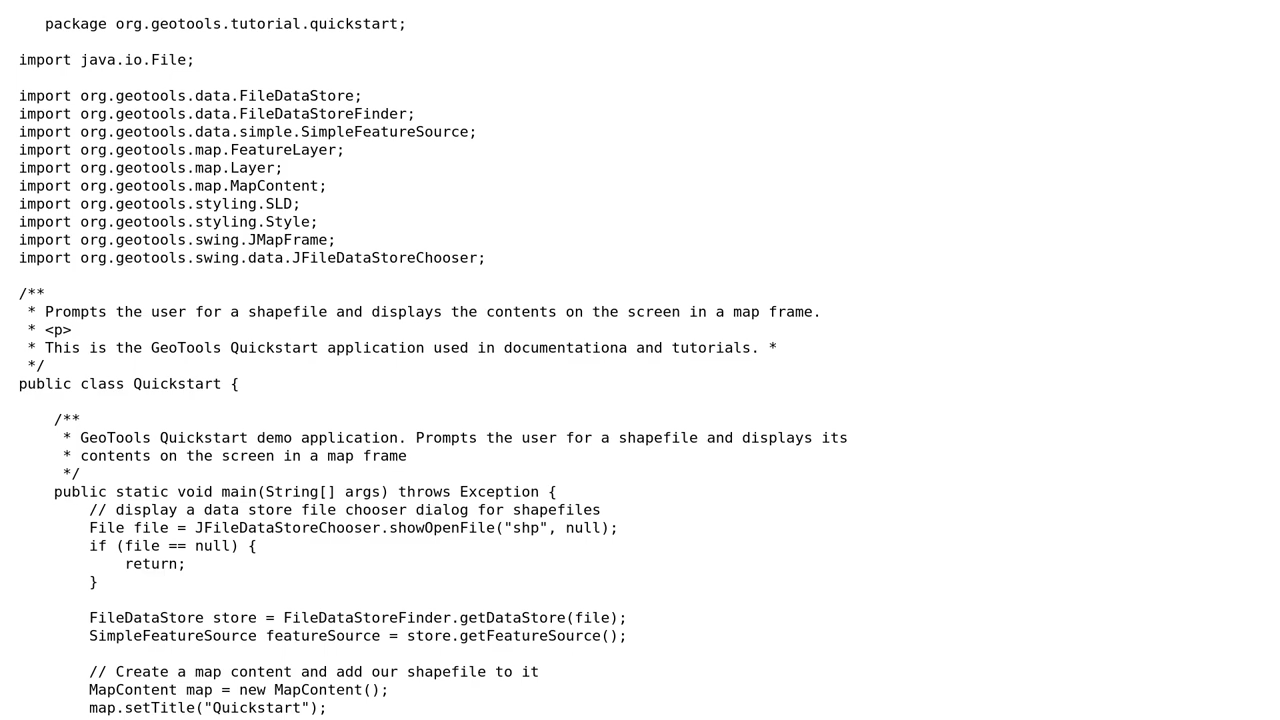 package org.geotools.tutorial.quickstart;
import java.io.File;
import org.geotools.data.FileDataStore;
import org.geotools.data.FileDataStoreFinder;
import org.geotools.data.simple.SimpleFeatureSource;
import org.geotools.map.FeatureLayer;
import org.geotools.map.Layer;
import org.geotools.map.MapContent;
import org.geotools.styling.SLD;
import org.geotools.styling.Style;
import org.geotools.swing.JMapFrame;
import org.geotools.swing.data.JFileDataStoreChooser;
/**
 * Prompts the user for a shapefile and displays the contents on the screen in a map frame.
 * <p>
 * This is the GeoTools Quickstart application used in documentationa and tutorials. *
 */
public class Quickstart {
    /**
     * GeoTools Quickstart demo application. Prompts the user for a shapefile and displays its
     * contents on the screen in a map frame
     */
    public static void main(String[] args) throws Exception {
        // display a data store file chooser dialog for shapefiles
        File file = JFileDataStoreChooser.showOpenFile("shp", null);
        if (file == null) {
            return;
        }
        FileDataStore store = FileDataStoreFinder.getDataStore(file);
        SimpleFeatureSource featureSource = store.getFeatureSource();
        // Create a map content and add our shapefile to it
        MapContent map = new MapContent();
        map.setTitle("Quickstart");